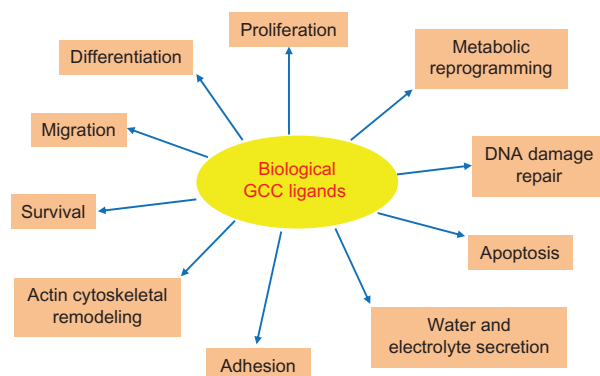 Proliferation
Differentiation
Metabolic
reprogramming
Migration
Biological
GCC ligands
DNA damage
repair
Survival
Apoptosis
Actin cytoskeletal
remodeling
Water and
electrolyte secretion
Adhesion